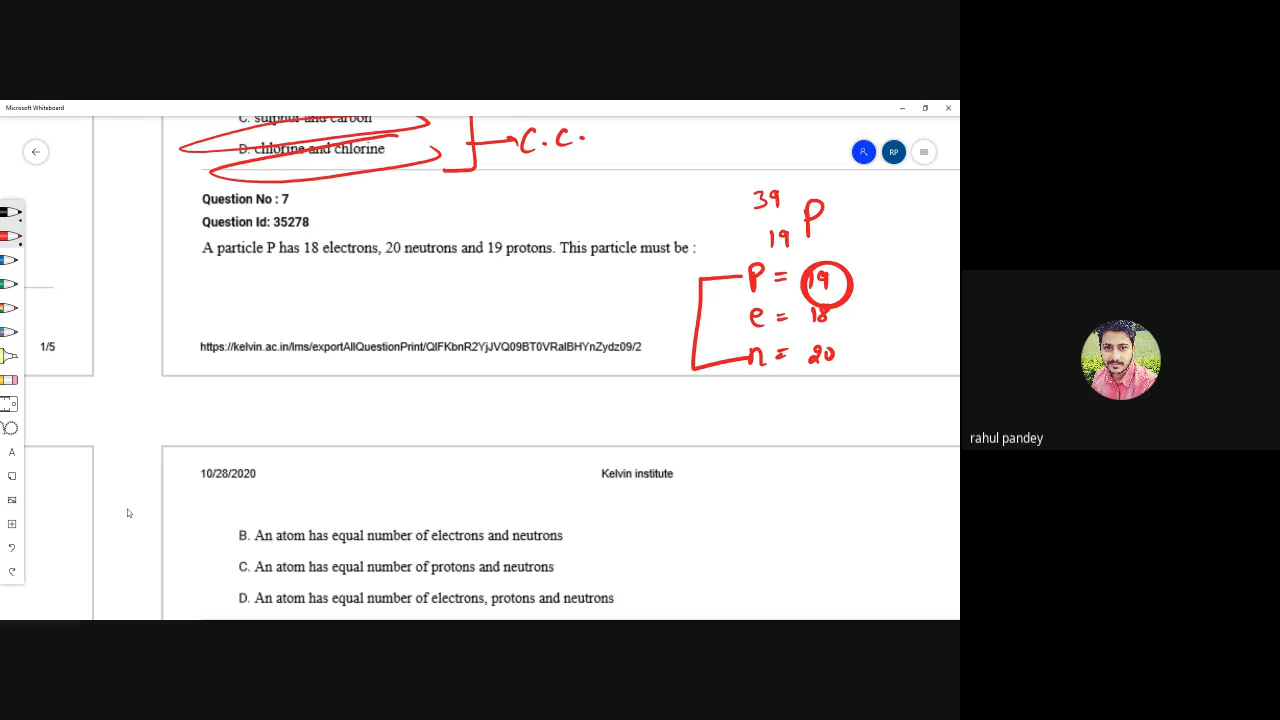 Microsoft Whiteboard
C. sulphur and carbon
D. chlorine and chlorine
C.C.
RP
Question No : 7
Question Id: 35278
A particle P has 18 electrons, 20 neutrons and 19 protons. This particle must be :
39
19 P
P = 19
e = 18
n = 20
1/5
https://kelvin.ac.in/lms/exportAllQuestionPrint/QlFKbnR2YjJVQ09BT0VRalBHYnZydz09/2
rahul pandey
10/28/2020
Kelvin institute
B. An atom has equal number of electrons and neutrons
C. An atom has equal number of protons and neutrons
D. An atom has equal number of electrons, protons and neutrons
A